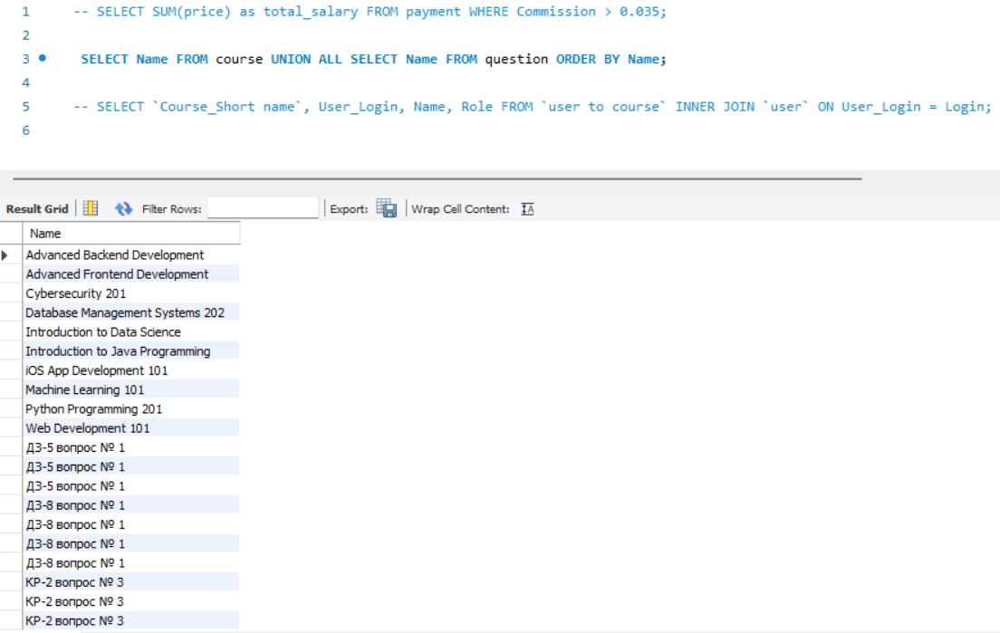 1 -- SELECT SUM(price) as total_salary FROM payment WHERE Commission > 0.035;
2
3 SELECT Name FROM course UNION ALL SELECT Name FROM question ORDER BY Name;
4
5 -- SELECT `Course_Short name`, User_Login, Name, Role FROM `user to course` INNER JOIN `user` ON User_Login = Login;
6
Result Grid Filter Rows: Export: Wrap Cell Content:
Name
Advanced Backend Development
Advanced Frontend Development
Cybersecurity 201
Database Management Systems 202
Introduction to Data Science
Introduction to Java Programming
iOS App Development 101
Machine Learning 101
Python Programming 201
Web Development 101
ДЗ-5 вопрос № 1
ДЗ-5 вопрос № 1
ДЗ-5 вопрос № 1
ДЗ-8 вопрос № 1
ДЗ-8 вопрос № 1
ДЗ-8 вопрос № 1
ДЗ-8 вопрос № 1
КР-2 вопрос № 3
КР-2 вопрос № 3
КР-2 вопрос № 3